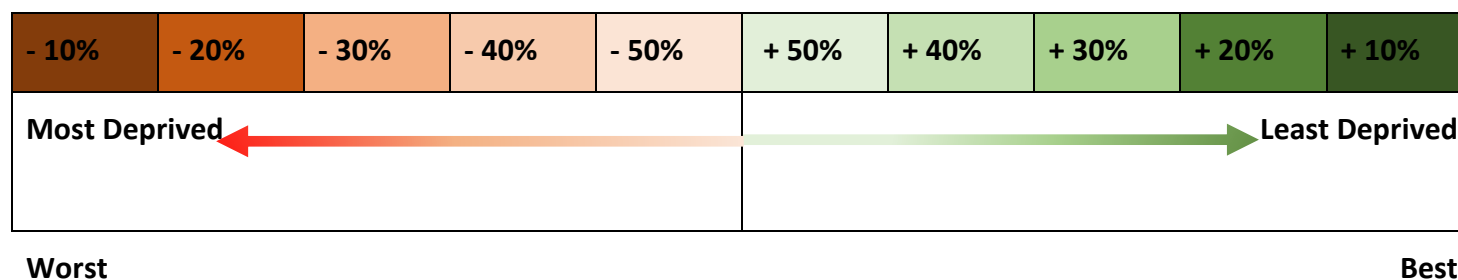 - 10% - 20% - 30% - 40% - 50% + 50% + 40% + 30% + 20% + 10%
Most Deprived Least Deprived
Worst Best